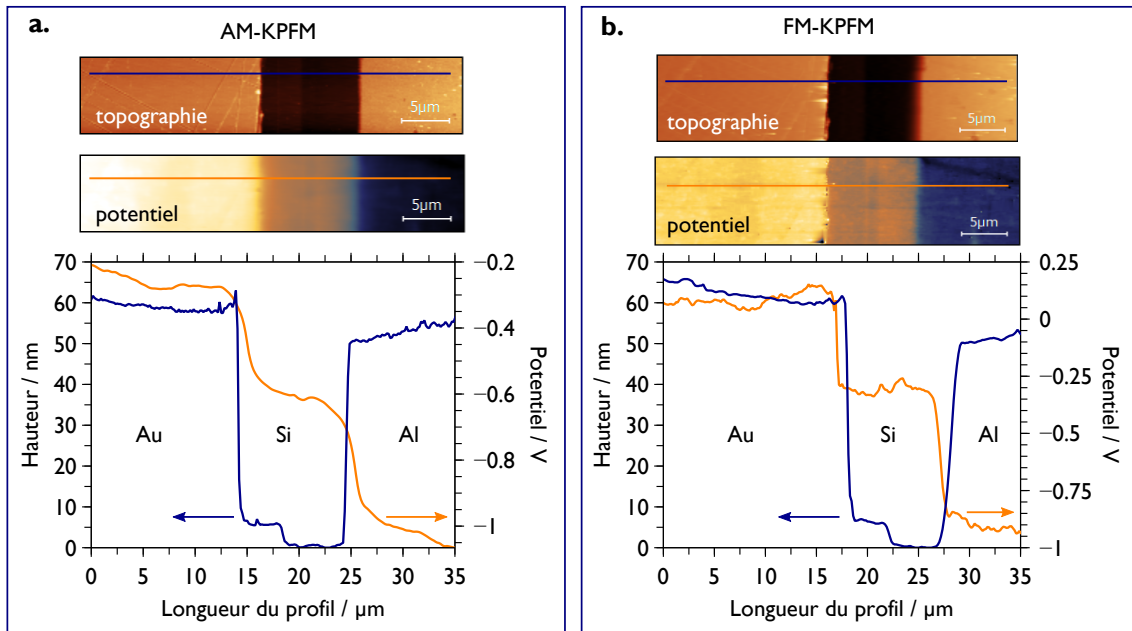 a.
AM-KPFM
topographie
5µm
potentiel
5µm
70
60
50
40
30
20
10
0
Hauteur / nm
−0.2
−0.4
−0.6
−0.8
−1
Potentiel / V
Au
Si
Al
0 5 10 15 20 25 30 35
Longueur du profil / µm
b.
FM-KPFM
topographie
5µm
potentiel
5µm
70
60
50
40
30
20
10
0
Hauteur / nm
0.25
0
−0.25
−0.5
−0.75
−1
Potentiel / V
Au
Si
Al
0 5 10 15 20 25 30 35
Longueur du profil / µm